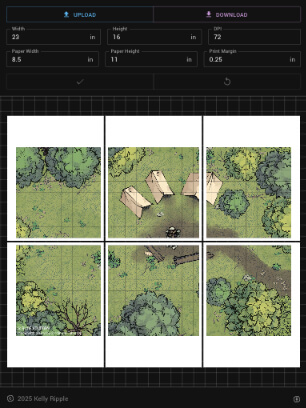 UPLOAD
DOWNLOAD
Width
23 in
Height
16 in
DPI
72
Paper Width
8.5 in
Paper Height
11 in
Print Margin
0.25 in
© 2025 Kelly Ripple